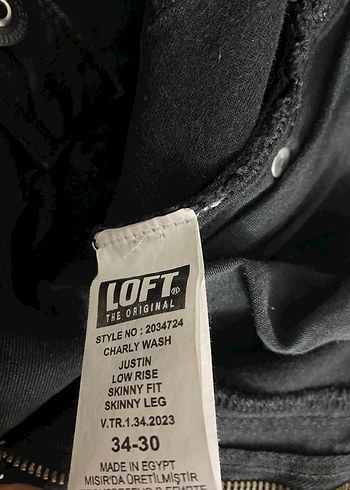 LOFT®
THE ORIGINAL
STYLE NO : 2034724
CHARLY WASH
JUSTIN
LOW RISE
SKINNY FIT
SKINNY LEG
V.TR.1.34.2023
34-30
MADE IN EGYPT
MISIR'DA ÜRETİLMİŞTİR